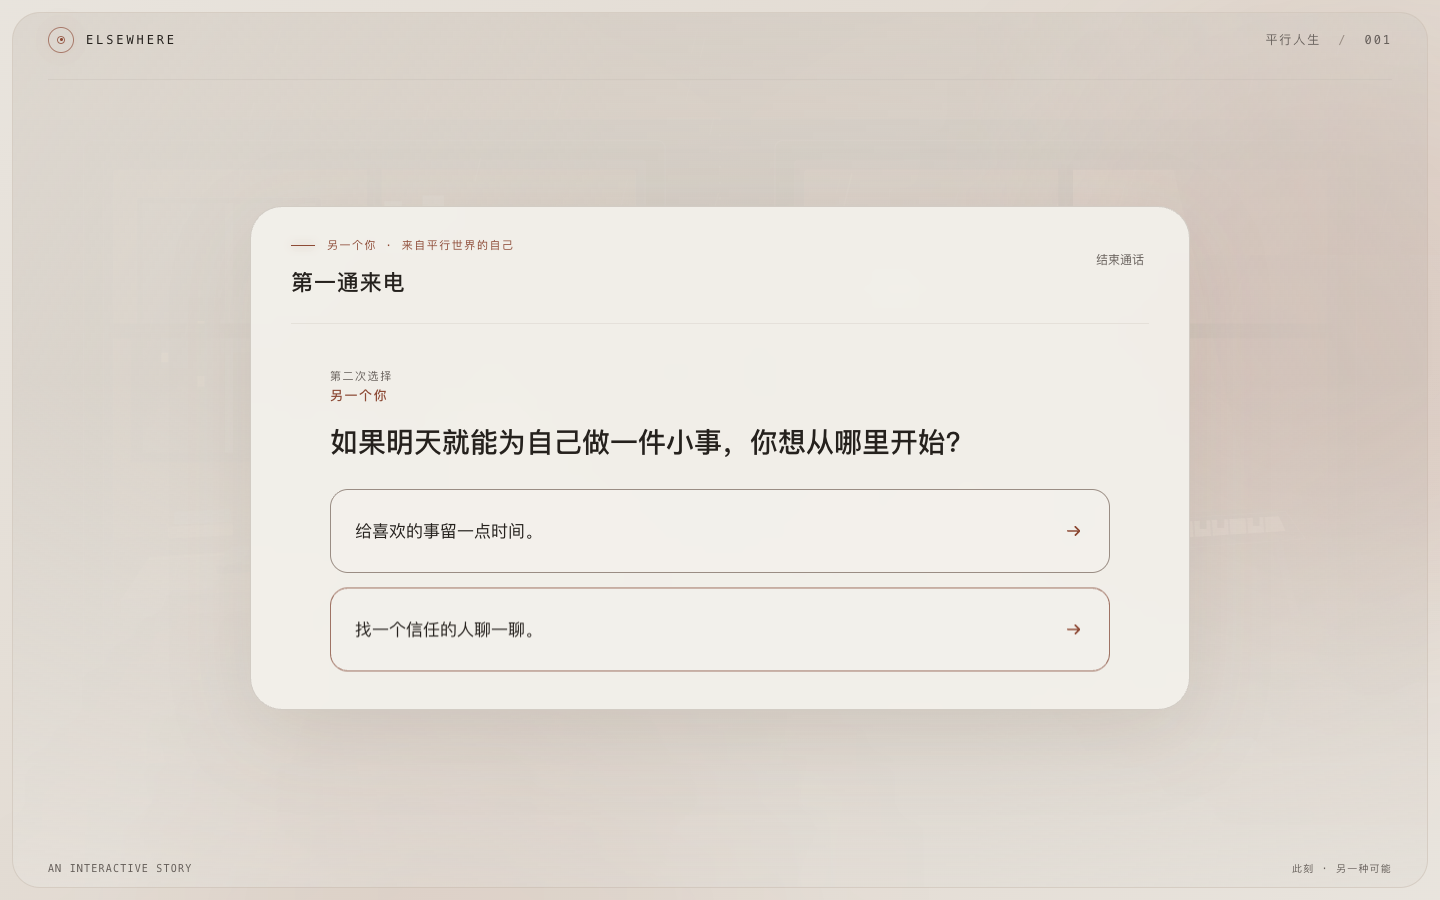 ELSEWHERE
平行人生 / 001
另一个你 · 来自平行世界的自己
第一通来电
结束通话
第二次选择
另一个你
如果明天就能为自己做一件小事，你想从哪里开始？
给喜欢的事留一点时间。
找一个信任的人聊一聊。
AN INTERACTIVE STORY
此刻 · 另一种可能